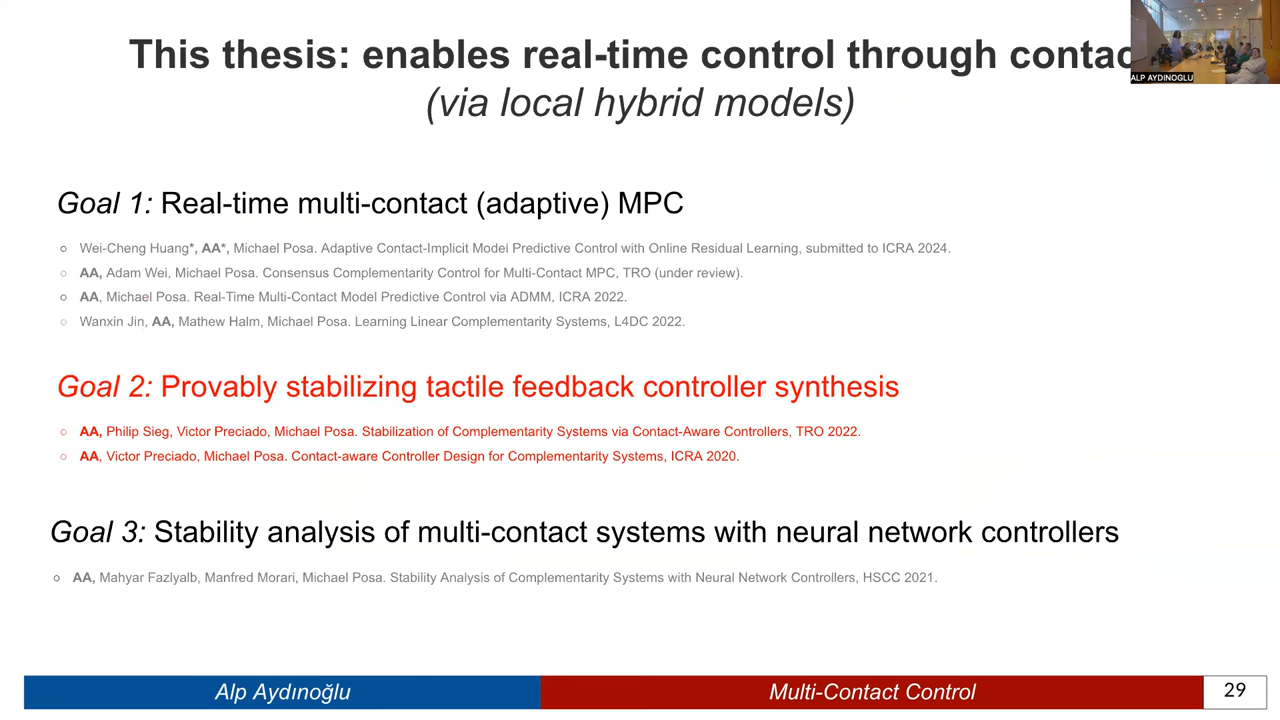 This thesis: enables real-time control through contac
ALP AYDINOGLU
(via local hybrid models)
Goal 1: Real-time multi-contact (adaptive) MPC
○ Wei-Cheng Huang*, AA*, Michael Posa. Adaptive Contact-Implicit Model Predictive Control with Online Residual Learning, submitted to ICRA 2024.
○ AA, Adam Wei, Michael Posa. Consensus Complementarity Control for Multi-Contact MPC, TRO (under review).
○ AA, Michael Posa. Real-Time Multi-Contact Model Predictive Control via ADMM, ICRA 2022.
○ Wanxin Jin, AA, Mathew Halm, Michael Posa. Learning Linear Complementarity Systems, L4DC 2022.
Goal 2: Provably stabilizing tactile feedback controller synthesis
○ AA, Philip Sieg, Victor Preciado, Michael Posa. Stabilization of Complementarity Systems via Contact-Aware Controllers, TRO 2022.
○ AA, Victor Preciado, Michael Posa. Contact-aware Controller Design for Complementarity Systems, ICRA 2020.
Goal 3: Stability analysis of multi-contact systems with neural network controllers
○ AA, Mahyar Fazlyalb, Manfred Morari, Michael Posa. Stability Analysis of Complementarity Systems with Neural Network Controllers, HSCC 2021.
Alp Aydınoğlu
Multi-Contact Control
29